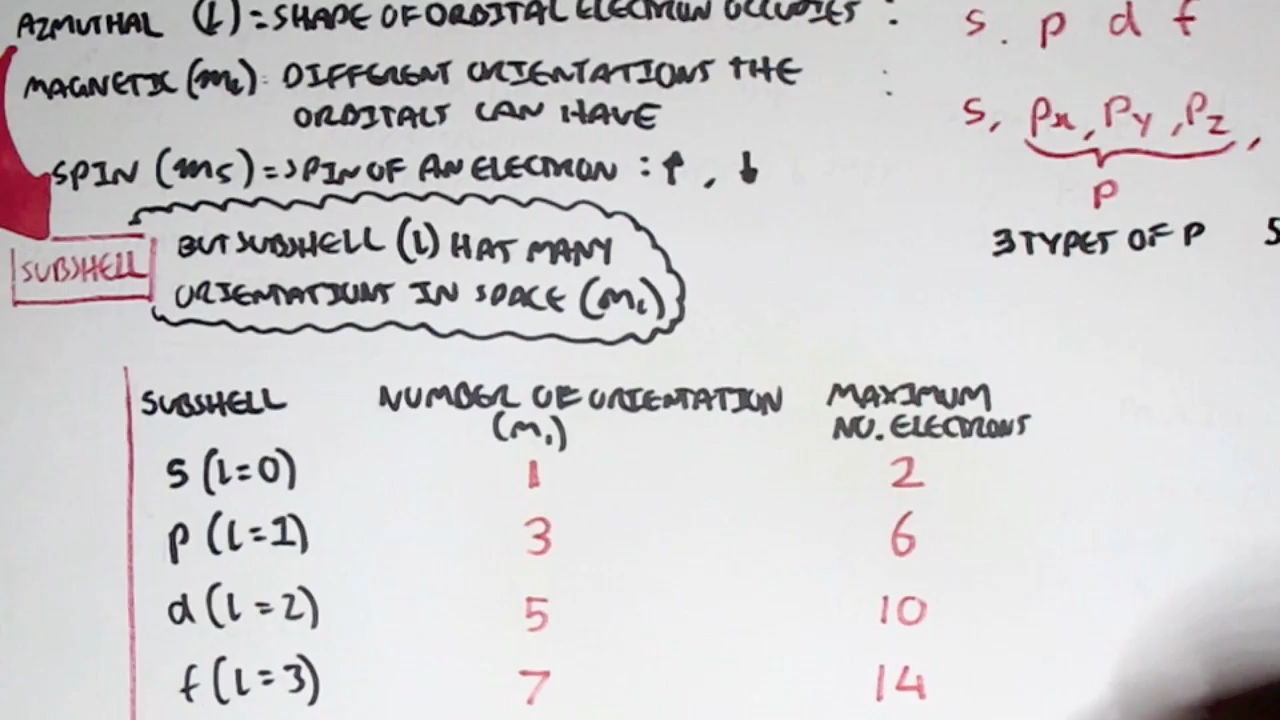 AZMUTHAL (L) = SHAPE OF ORBITAL ELECTRON OCCUPIES : s . p d f
MAGNETIC (mL) : DIFFERENT ORIENTATIONS THE :
ORBITALS CAN HAVE
s, px, py, pz,
p
3 TYPES OF P
SPIN (ms) = SPIN OF AN ELECTRON : ↑ , ↓
SUBSHELL
BUT SUBSHELL (L) HAS MANY
ORIENTATIONS IN SPACE (mL)
SUBSHELL NUMBER OF ORIENTATION MAXIMUM
(mL) NO. ELECTRONS
s (L=0) 1 2
p (L=1) 3 6
d (L=2) 5 10
f (L=3) 7 14